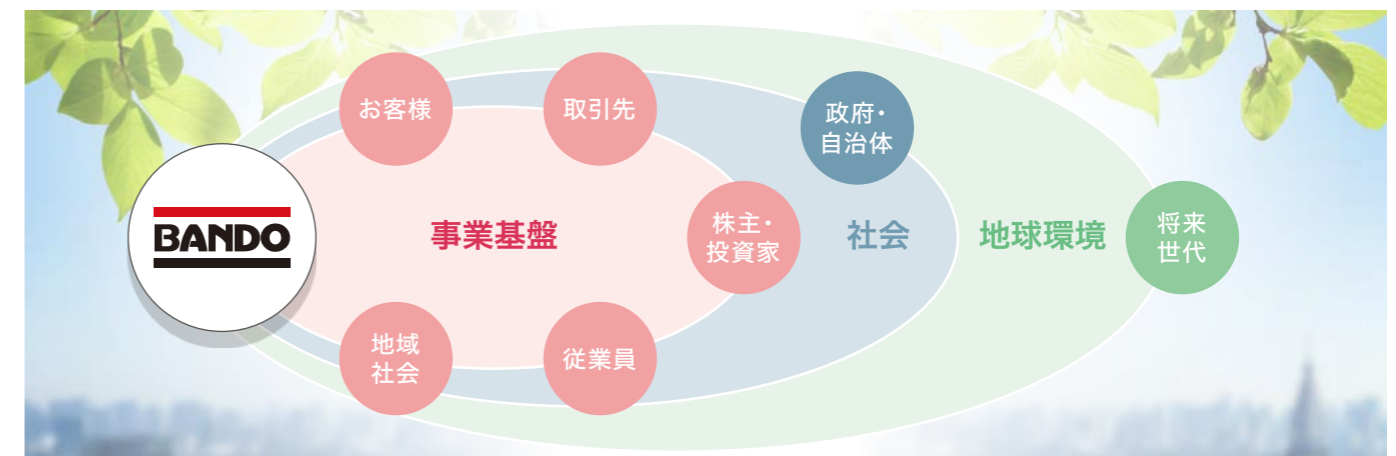 お客様
取引先
政府・
自治体
BANDO
事業基盤
株主・
投資家
社会
地球環境
将来
世代
地域
社会
従業員